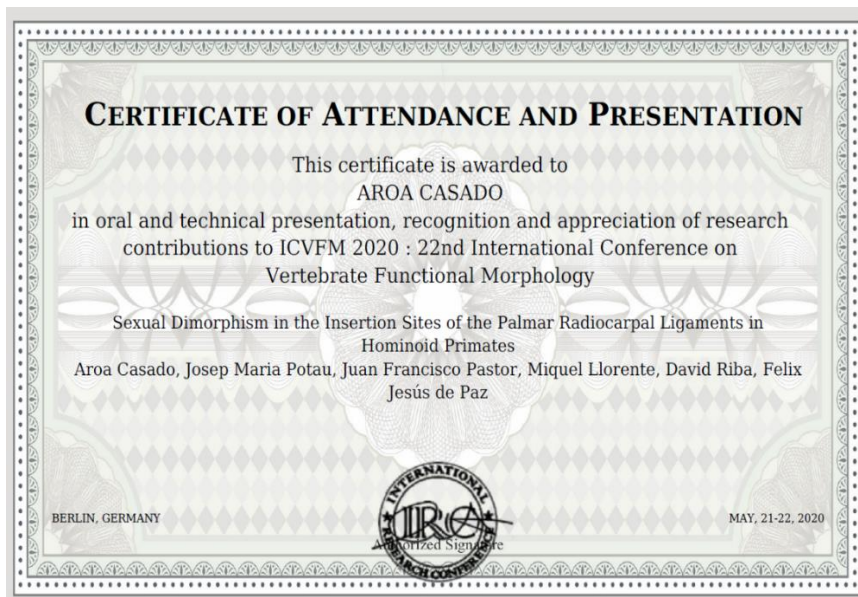 CERTIFICATE OF ATTENDANCE AND PRESENTATION
This certificate is awarded to
AROA CASADO
in oral and technical presentation, recognition and appreciation of research
contributions to ICVFM 2020 : 22nd International Conference on
Vertebrate Functional Morphology
Sexual Dimorphism in the Insertion Sites of the Palmar Radiocarpal Ligaments in
Hominoid Primates
Aroa Casado, Josep Maria Potau, Juan Francisco Pastor, Miquel Llorente, David Riba, Felix
Jesús de Paz
BERLIN, GERMANY
INTERNATIONAL
IRC
RESEARCH CONFERENCE
Authorized Signature
MAY, 21-22, 2020